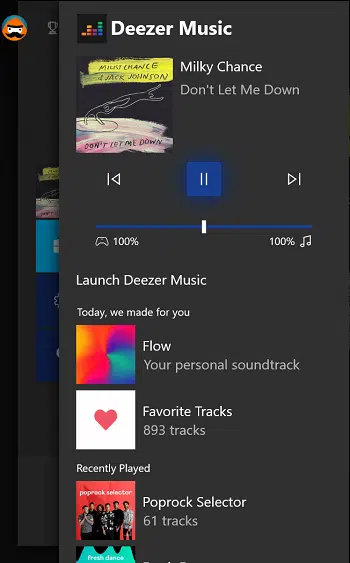 Deezer Music
MILKY CHANCE
& JACK JOHNSON
DON'T LET ME DOWN
Milky Chance
Don't Let Me Down
100%
100%
Launch Deezer Music
Today, we made for you
Flow
Your personal soundtrack
Favorite Tracks
893 tracks
Recently Played
poprock selector
Poprock Selector
61 tracks
Fresh dance